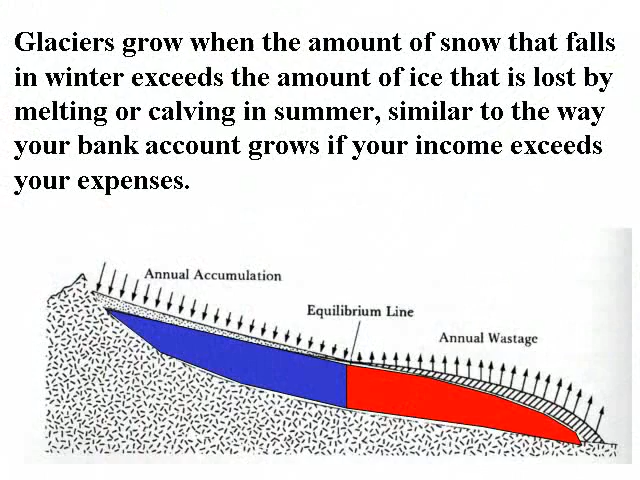 Glaciers grow when the amount of snow that falls
in winter exceeds the amount of ice that is lost by
melting or calving in summer, similar to the way
your bank account grows if your income exceeds
your expenses.
Annual Accumulation
Equilibrium Line
Annual Wastage